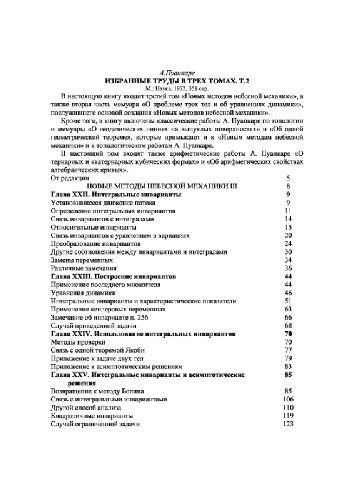 А.Пуанкаре
ИЗБРАННЫЕ ТРУДЫ В ТРЕХ ТОМАХ. Т.2
М.: Наука, 1972, 358 стр.
В настоящую книгу входит третий том «Новых методов небесной механики», а
также вторая часть мемуара «О проблеме трех тел и об уравнениях динамики»,
послужившего основой создания «Новых методов небесной механики».
Кроме того, в книгу включены классические работы А. Пуанкаре по топологии
и мемуары «О геодезических линиях на выпуклых поверхностях» и «Об одной
геометрической теореме», которые примыкают и к «Новым методам небесной
механики» и к топологическим работам А. Пуанкаре.
В настоящий том входят также арифметические работы А. Пуанкаре «О
тернарных и кватернарных кубических формах» и «Об арифметических свойствах
алгебраических кривых».
От редакции 5
НОВЫЕ МЕТОДЫ НЕБЕСНОЙ МЕХАНИКИ III 8
Глава XXII. Интегральные инварианты 9
Установившееся движение потока 9
Определение интегральных инвариантов 11
Связь инвариантов с интегралами 14
Относительные инварианты 15
Связь инвариантов с уравнением в вариациях 20
Преобразование инвариантов 24
Другие соотношения между инвариантами и интегралами 30
Замены переменных 34
Различные замечания 36
Глава XXIII. Построение инвариантов 44
Применение последнего множителя 44
Уравнения динамики 46
Интегральные инварианты и характеристические показатели 51
Применение кеплеровых переменных 63
Замечание об инварианте, 256 66
Случай приведенной задачи 68
Глава XXIV. Использование интегральных инвариантов 70
Методы проверки 70
Связь с одной теоремой Якоби 77
Приложение к задаче двух тел 79
Приложение к асимптотическим решениям 83
Глава XXV. Интегральные инварианты и асимптотические 85
решения
Возвращение к методу Болина 85
Связь с интегральными инвариантами 106
Другой способ анализа 110
Квадратичные инварианты 119
Случай ограниченной задачи 123